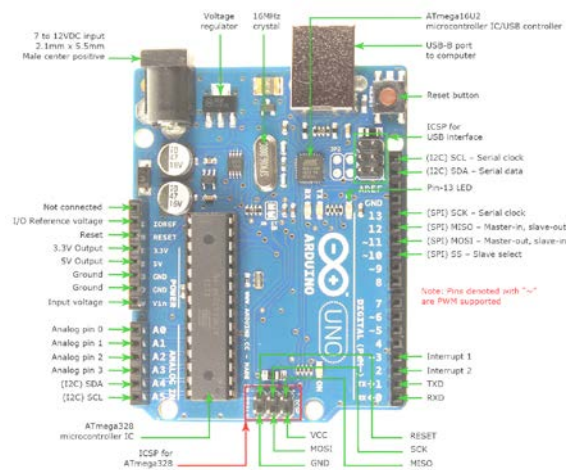 7 to 12VDC input
2.1mm x 5.5mm
Male center positive
Voltage
regulator
16MHz
crystal
ATmega16U2
microcontroller IC/USB controller
USB-B port
to computer
Reset button
ICSP for
USB interface
(I2C) SCL – Serial clock
(I2C) SDA – Serial data
Pin-13 LED
(SPI) SCK – Serial clock
(SPI) MISO – Master-in, slave-out
(SPI) MOSI – Master-out, slave-in
(SPI) SS – Slave select
Note: Pins denoted with "~"
are PWM supported
Interrupt 1
Interrupt 2
TXD
RXD
Not connected
I/O Reference voltage
Reset
3.3V Output
5V Output
Ground
Ground
Input voltage
Analog pin 0
Analog pin 1
Analog pin 2
Analog pin 3
(I2C) SDA
(I2C) SCL
IOREF
RESET
3.3V
5V
GND
GND
Vin
POWER
A0
A1
A2
A3
A4
A5
ANALOG IN
AREF
GND
13
12
~11
~10
~9
8
7
~6
~5
4
~3
2
DIGITAL (PWM~)
RX
TX
ON
ARDUINO
UNO
ATmega328
microcontroller IC
ICSP for
ATmega328
VCC
MOSI
GND
RESET
SCK
MISO